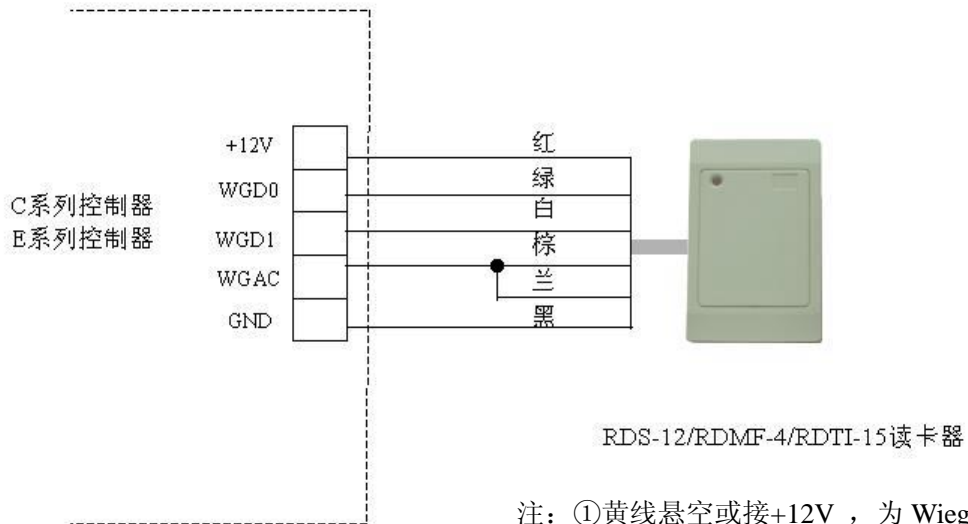 +12V
红
WGD0
绿
C系列控制器
白
E系列控制器
WGD1
棕
WGAC
兰
GND
黑
RDS-12/RDMF-4/RDTI-15读卡器
注：①黄线悬空或接+12V ，为 Wieg